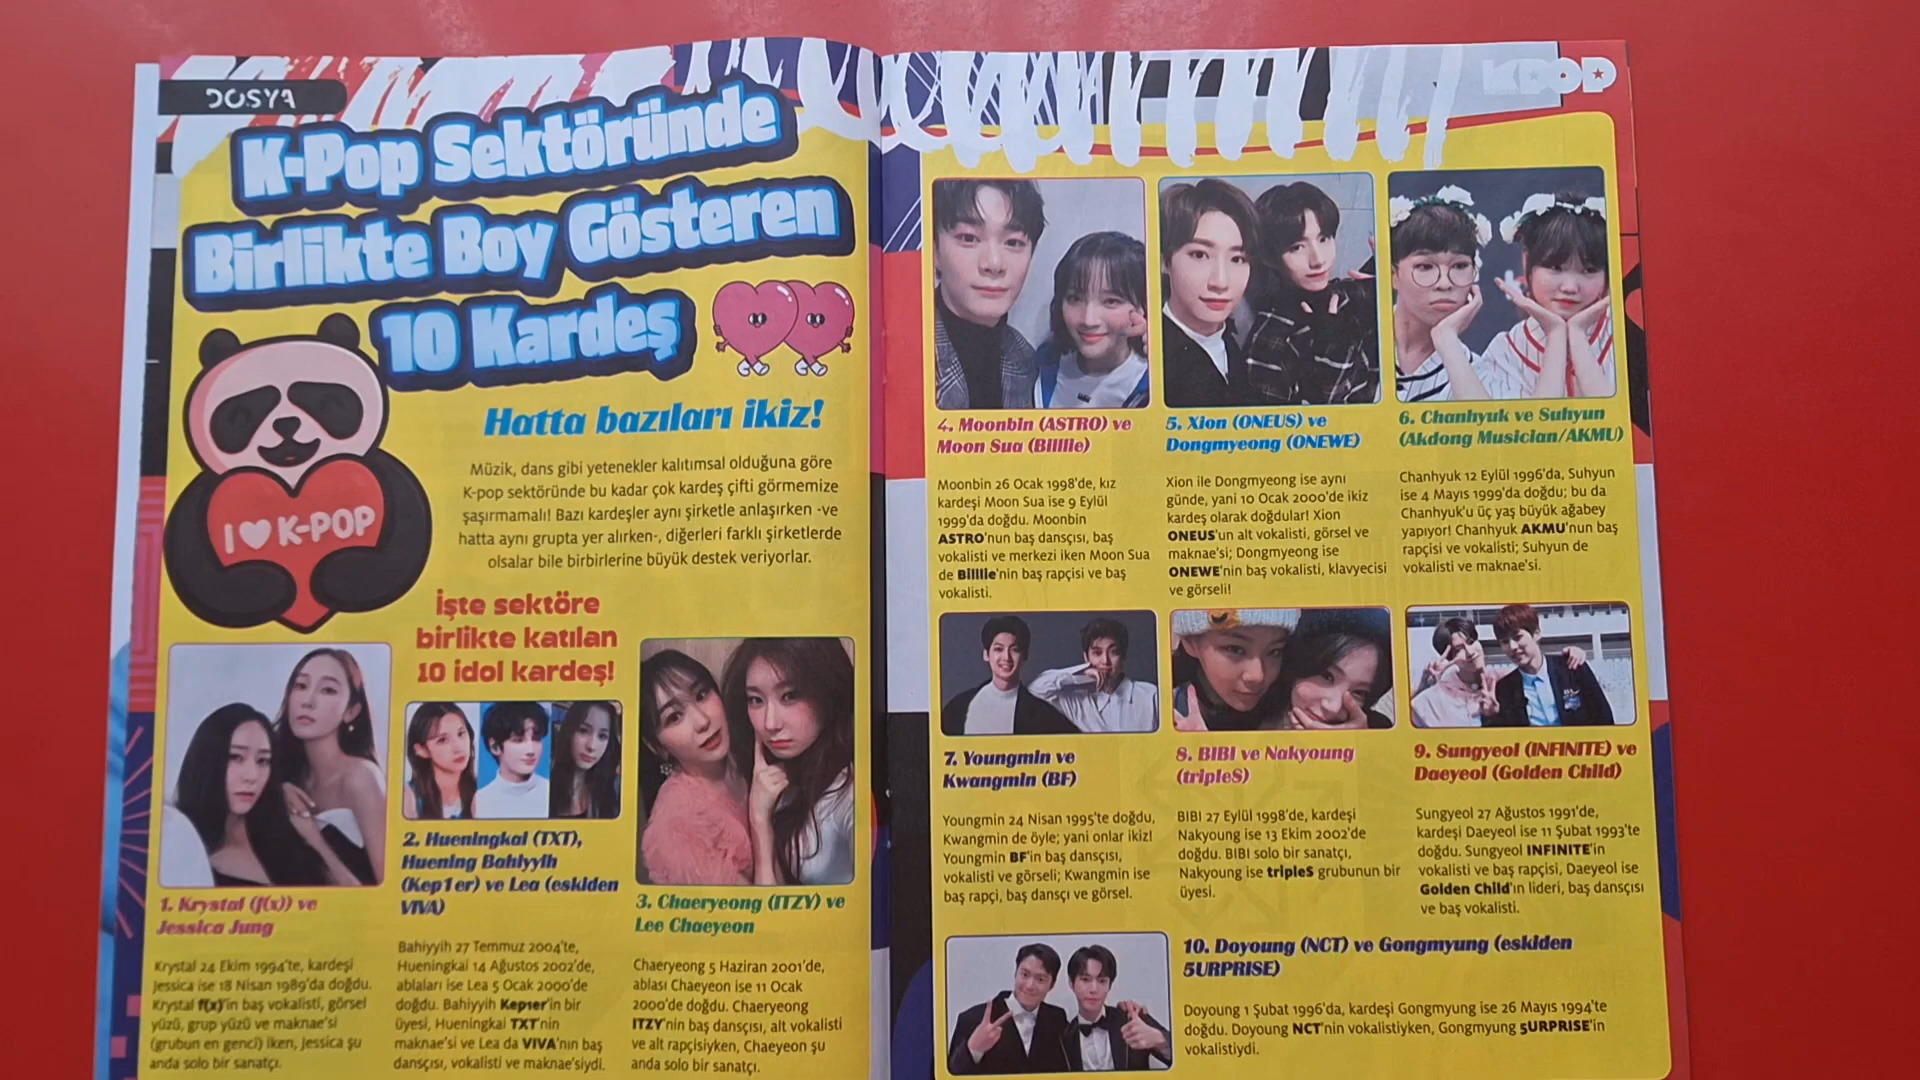 DOSYA
K-Pop Sektöründe
Birlikte Boy Gösteren
10 Kardeş
I K-POP
Hatta bazıları ikiz!
Müzik, dans gibi yetenekler kalıtımsal olduğuna göre
K-pop sektöründe bu kadar çok kardeş çifti görmemize
şaşırmamalı! Bazı kardeşler aynı şirketle anlaşırken -ve
hatta aynı grupta yer alırken-, diğerleri farklı şirketlerde
olsalar bile birbirlerine büyük destek veriyorlar.
İşte sektöre
birlikte katılan
10 idol kardeş!
1. Krystal (f(x)) ve
Jessica Jung
Krystal 24 Ekim 1994'te, kardeşi
Jessica ise 18 Nisan 1989'da doğdu.
Krystal f(x)'in baş vokalisti, görsel
yüzü, grup yüzü ve maknae'si
(grubun en genci) iken, Jessica şu
anda solo bir sanatçı.
2. Hueningkai (TXT),
Huening Bahiyyih
(Kep1er) ve Lea (eskiden
VIVA)
Bahiyyih 27 Temmuz 2004'te,
Hueningkai 14 Ağustos 2002'de,
ablaları ise Lea 5 Ocak 2000'de
doğdu. Bahiyyih Kep1er'in bir
üyesi, Hueningkai TXT'nin
maknae'si ve Lea da VIVA'nın baş
dansçısı, vokalisti ve maknae'siydi.
3. Chaeryeong (ITZY) ve
Lee Chaeyeon
Chaeryeong 5 Haziran 2001'de,
ablası Chaeyeon ise 11 Ocak
2000'de doğdu. Chaeryeong
ITZY'nin baş dansçısı, alt vokalisti
ve alt rapçisiyken, Chaeyeon şu
anda solo bir sanatçı.
KPOP
4. Moonbin (ASTRO) ve
Moon Sua (Billlie)
Moonbin 26 Ocak 1998'de, kız
kardeşi Moon Sua ise 9 Eylül
1999'da doğdu. Moonbin
ASTRO'nun baş dansçısı, baş
vokalisti ve merkezi iken Moon Sua
de Billlie'nin baş rapçisi ve baş
vokalisti.
5. Xion (ONEUS) ve
Dongmyeong (ONEWE)
Xion ile Dongmyeong ise aynı
günde, yani 10 Ocak 2000'de ikiz
kardeş olarak doğdular! Xion
ONEUS'un alt vokalisti, görsel ve
maknae'si; Dongmyeong ise
ONEWE'nin baş vokalisti, klavyecisi
ve görseli!
6. Chanhyuk ve Suhyun
(Akdong Musician/AKMU)
Chanhyuk 12 Eylül 1996'da, Suhyun
ise 4 Mayıs 1999'da doğdu; bu da
Chanhyuk'u üç yaş büyük ağabey
yapıyor! Chanhyuk AKMU'nun baş
rapçisi ve vokalisti; Suhyun de
vokalisti ve maknae'si.
7. Youngmin ve
Kwangmin (BF)
Youngmin 24 Nisan 1995'te doğdu,
Kwangmin de öyle; yani onlar ikiz!
Youngmin BF'in baş dansçısı,
vokalisti ve görseli; Kwangmin ise
baş rapçi, baş dansçı ve görsel.
8. BIBI ve Nakyoung
(tripleS)
BIBI 27 Eylül 1998'de, kardeşi
Nakyoung ise 13 Ekim 2002'de
doğdu. BIBI solo bir sanatçı,
Nakyoung ise tripleS grubunun bir
üyesi.
9. Sungyeol (INFINITE) ve
Daeyeol (Golden Child)
Sungyeol 27 Ağustos 1991'de,
kardeşi Daeyeol ise 11 Şubat 1993'te
doğdu. Sungyeol INFINITE'in
vokalisti ve baş rapçisi, Daeyeol ise
Golden Child'ın lideri, baş dansçısı
ve baş vokalisti.
10. Doyoung (NCT) ve Gongmyung (eskiden
5URPRISE)
Doyoung 1 Şubat 1996'da, kardeşi Gongmyung ise 26 Mayıs 1994'te
doğdu. Doyoung NCT'nin vokalistiyken, Gongmyung 5URPRISE'in
vokalistiydi.